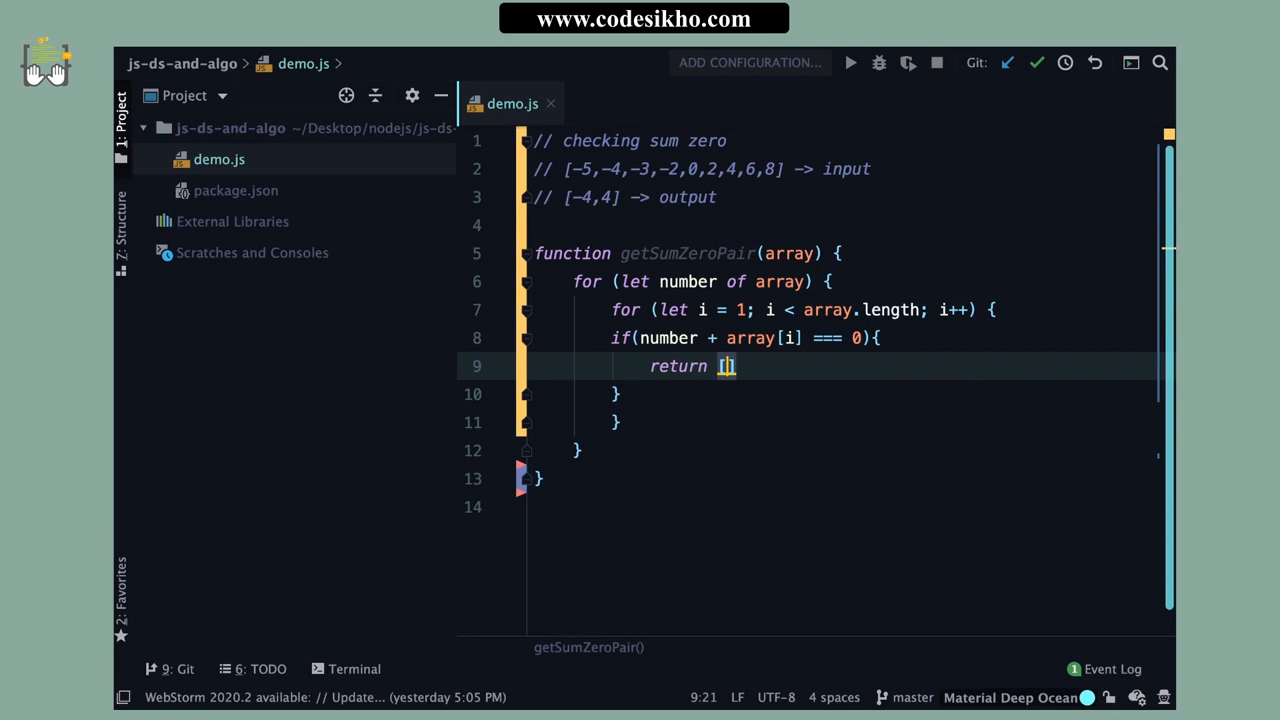 www.codesikho.com
js-ds-and-algo > demo.js >
ADD CONFIGURATION...
Git:
1: Project
Z: Structure
2: Favorites
Project
js-ds-and-algo ~/Desktop/nodejs/js-ds-
demo.js
package.json
External Libraries
Scratches and Consoles
demo.js
1 // checking sum zero
2 // [-5,-4,-3,-2,0,2,4,6,8] -> input
3 // [-4,4] -> output
4
5 function getSumZeroPair(array) {
6 for (let number of array) {
7 for (let i = 1; i < array.length; i++) {
8 if(number + array[i] === 0){
9 return []
10 }
11 }
12 }
13 }
14
getSumZeroPair()
9: Git 6: TODO Terminal 1 Event Log
WebStorm 2020.2 available: // Update... (yesterday 5:05 PM) 9:21 LF UTF-8 4 spaces master Material Deep Ocean